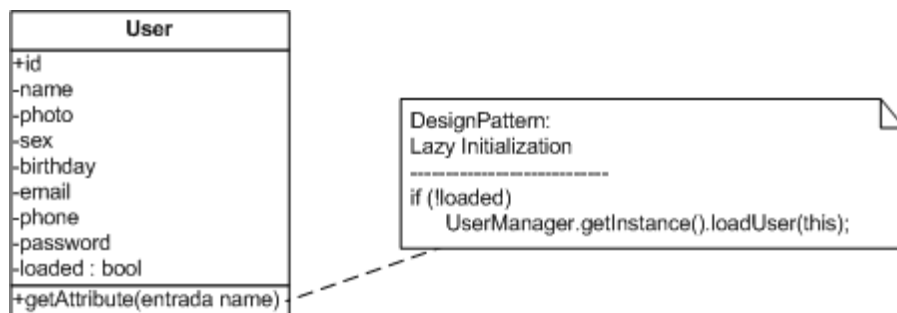 User
+id
-name
-photo
-sex
-birthday
-email
-phone
-password
-loaded : bool
+getAttribute(entrada name)
DesignPattern:
Lazy Initialization
------------------------------
if (!loaded)
UserManager.getInstance().loadUser(this);